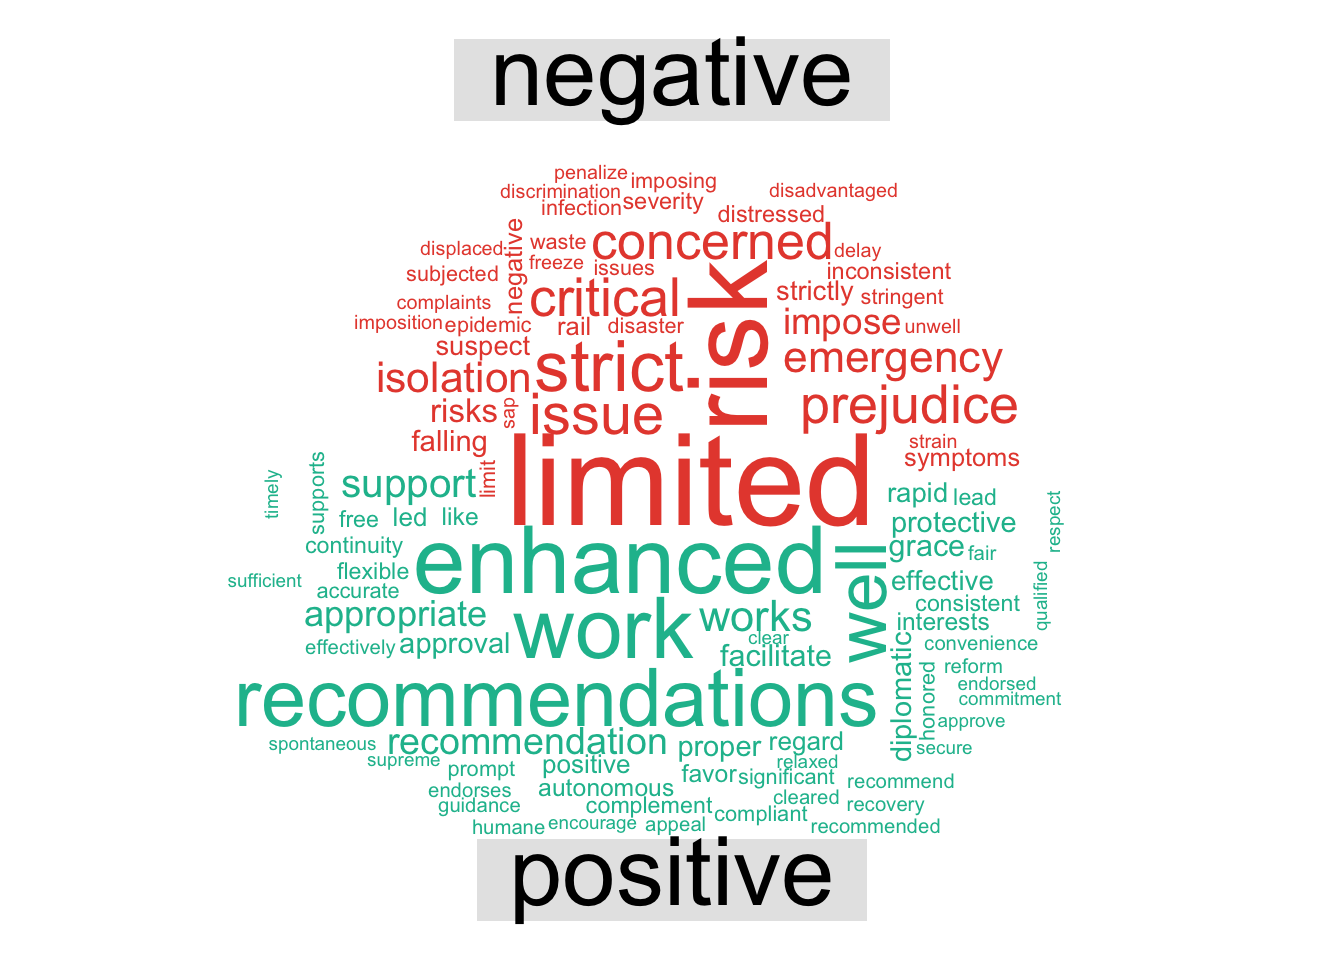 negative
penalize
imposing
discrimination
disadvantaged
infection
severity
distressed
negative
waste
concerned
displaced
delay
freeze
issues
subjected
risk
inconsistent
critical
strictly
stringent
complaints
imposition
epidemic
rail
disaster
impose
unwell
suspect
strict
emergency
isolation
risks
sap
issue
prejudice
falling
strain
limited
symptoms
limit
timely
supports
support
rapid
lead
respect
free
led
like
protective
continuity
enhanced
well
grace
fair
sufficient
flexible
accurate
effective
qualified
appropriate
work
works
consistent
interests
effectively
approval
clear
facilitate
diplomatic
convenience
honored
reform
recommendations
endorsed
commitment
approve
spontaneous
recommendation
proper
regard
secure
supreme
prompt
positive
favor
relaxed
significant
endorses
autonomous
recommend
guidance
complement
cleared
recovery
compliant
humane
encourage
appeal
recommended
positive